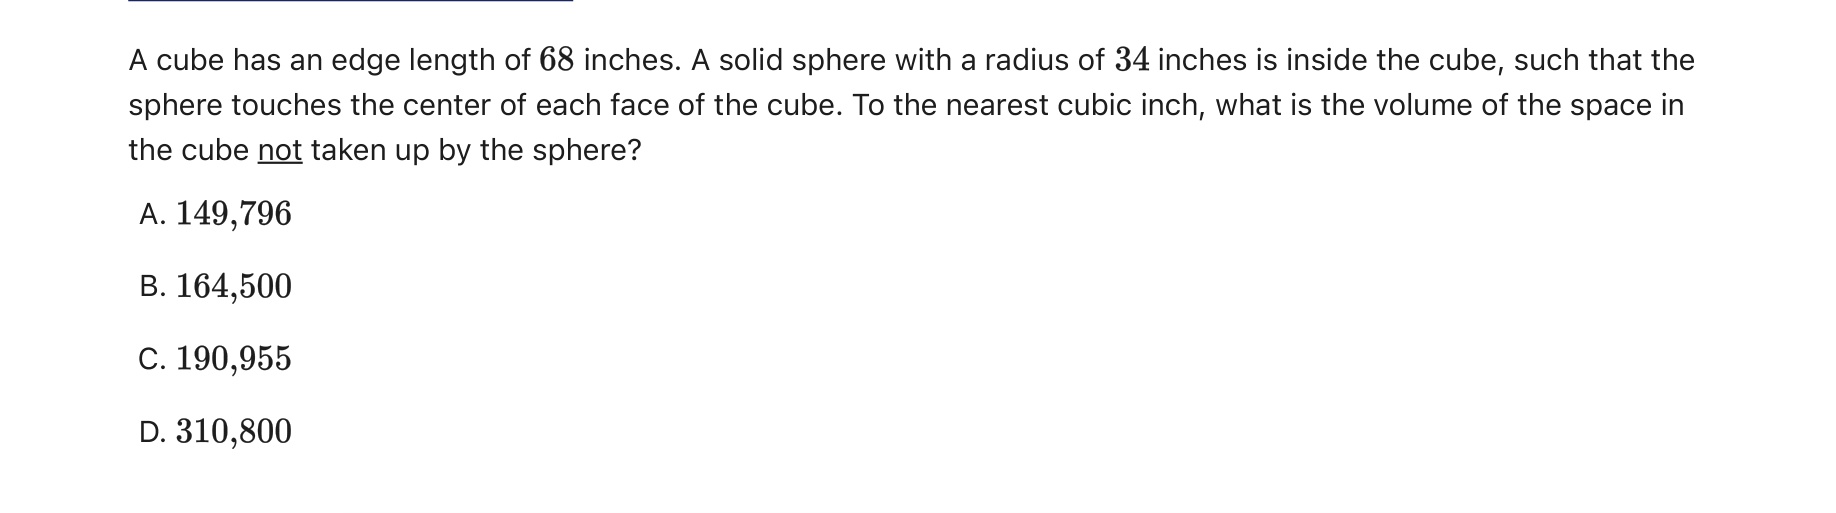 A cube has an edge length of 68 inches. A solid sphere with a radius of 34 inches is inside the cube, such that the
sphere touches the center of each face of the cube. To the nearest cubic inch, what is the volume of the space in
the cube not taken up by the sphere?
A. 149,796
B. 164,500
C. 190,955
D. 310,800